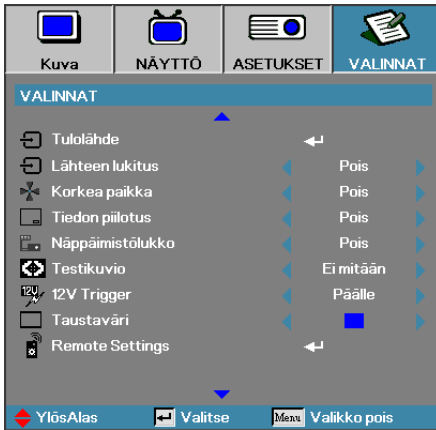 Kuva NÄYTTÖ ASETUKSET VALINNAT
VALINNAT
Tulolähde
Lähteen lukitus Pois
Korkea paikka Pois
Tiedon piilotus Pois
Näppäimistölukko Pois
Testikuvio Ei mitään
12V 12V Trigger Päälle
Taustaväri
Remote Settings
YlösAlas Valitse Menu Valikko pois